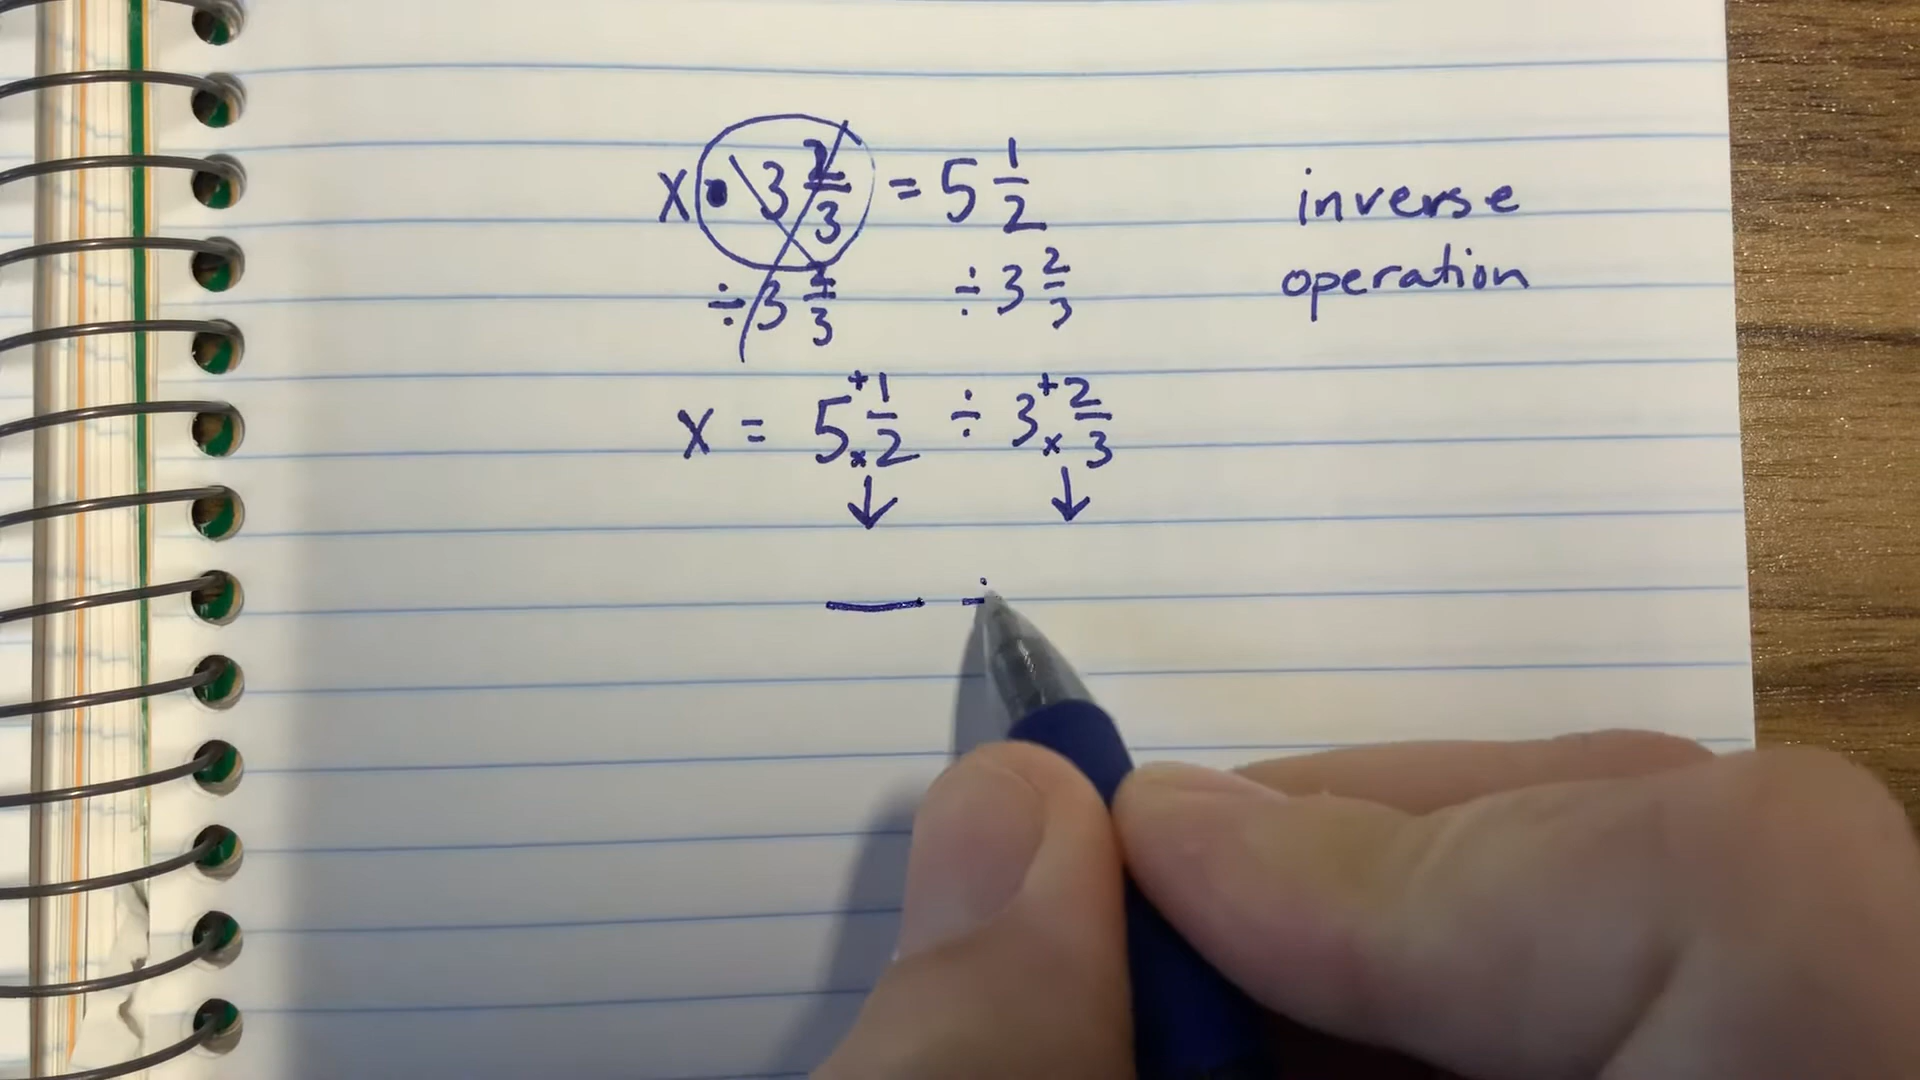 x • 3 2/3 = 5 1/2
÷ 3 2/3 ÷ 3 2/3
x = 5 + 1/2 × ÷ 3 + 2/3 ×
↓ ↓
— ÷
inverse
operation